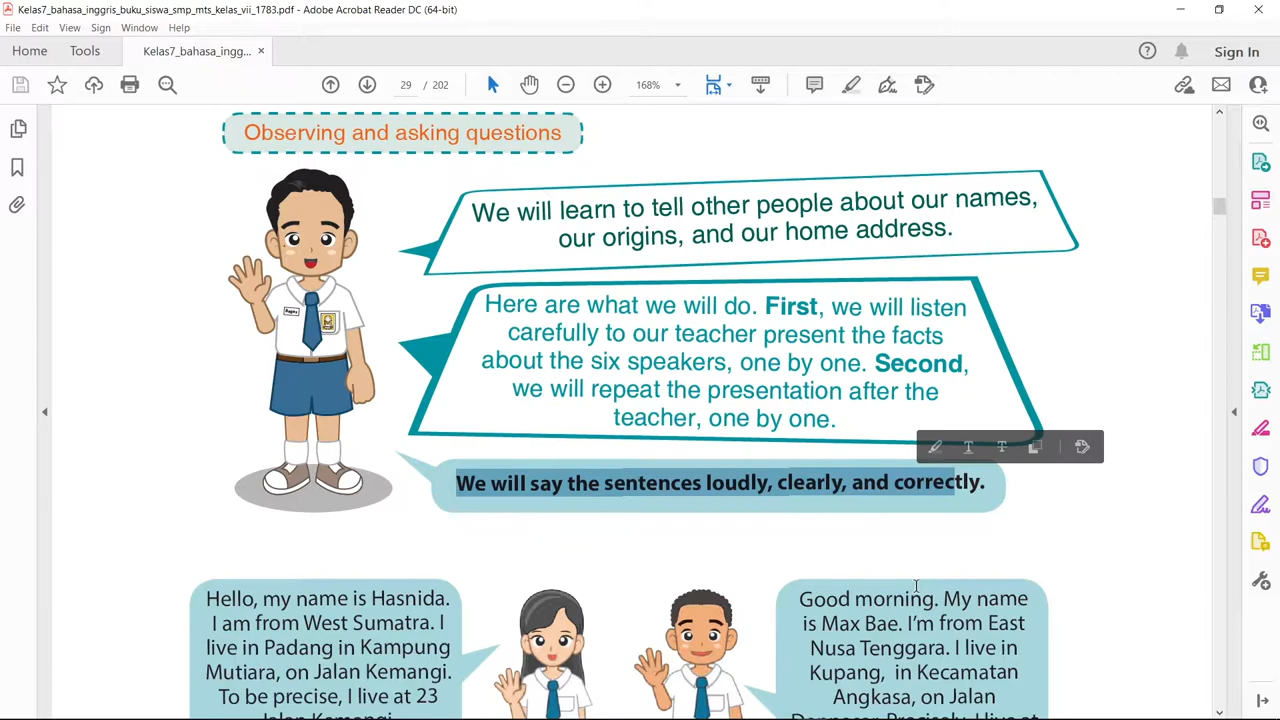 Kelas7_bahasa_inggris_buku_siswa_smp_mts_kelas_vii_1783.pdf - Adobe Acrobat Reader DC (64-bit)
File Edit View Sign Window Help
Home Tools Kelas7_bahasa_ingg... Sign In
29 / 202 168%
Observing and asking questions
We will learn to tell other people about our names,
our origins, and our home address.
Here are what we will do. First, we will listen
carefully to our teacher present the facts
about the six speakers, one by one. Second,
we will repeat the presentation after the
teacher, one by one.
We will say the sentences loudly, clearly, and correctly.
Hello, my name is Hasnida.
I am from West Sumatra. I
live in Padang in Kampung
Mutiara, on Jalan Kemangi.
To be precise, I live at 23
Jalan Kemangi.
Good morning. My name
is Max Bae. I'm from East
Nusa Tenggara. I live in
Kupang, in Kecamatan
Angkasa, on Jalan
Denpasar. Precisely, I live at